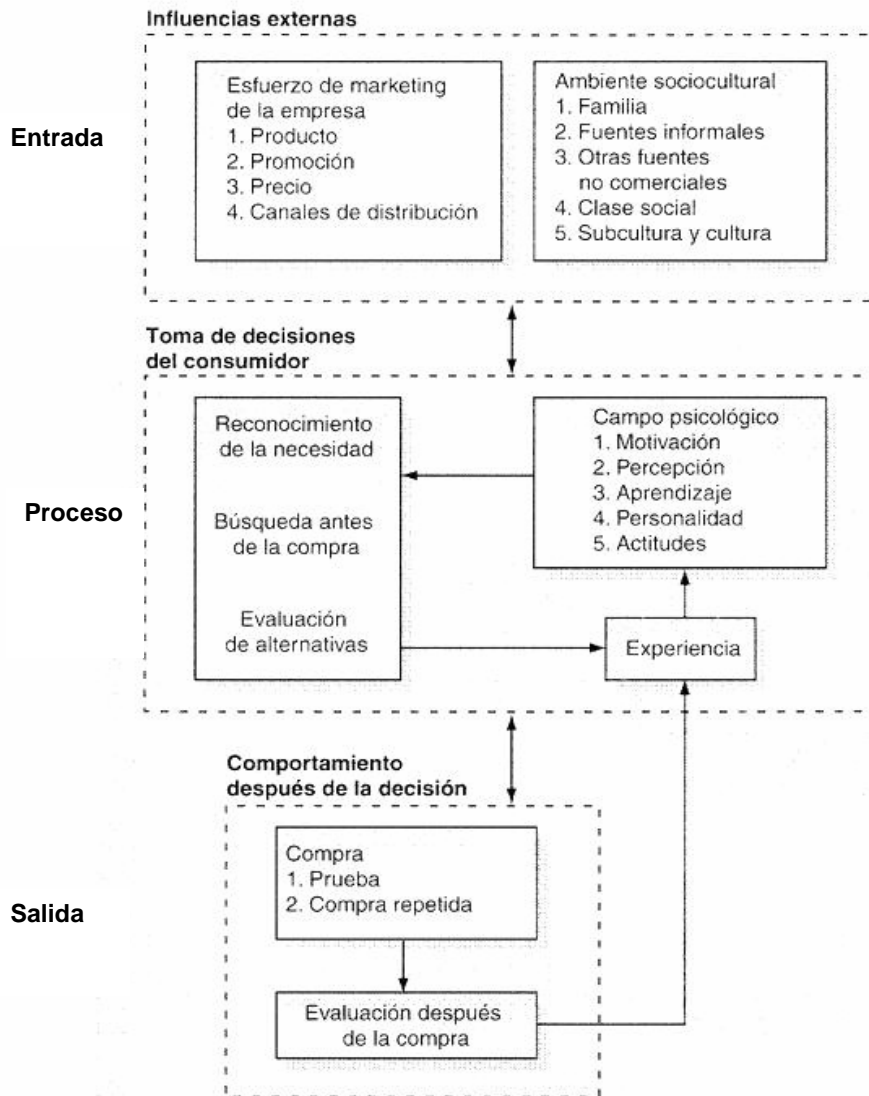 Influencias externas
Entrada
Esfuerzo de marketing
de la empresa
1. Producto
2. Promoción
3. Precio
4. Canales de distribución
Ambiente sociocultural
1. Familia
2. Fuentes informales
3. Otras fuentes
no comerciales
4. Clase social
5. Subcultura y cultura
Toma de decisiones
del consumidor
Proceso
Reconocimiento
de la necesidad
Búsqueda antes
de la compra
Evaluación
de alternativas
Campo psicológico
1. Motivación
2. Percepción
3. Aprendizaje
4. Personalidad
5. Actitudes
Experiencia
Comportamiento
después de la decisión
Salida
Compra
1. Prueba
2. Compra repetida
Evaluación después
de la compra